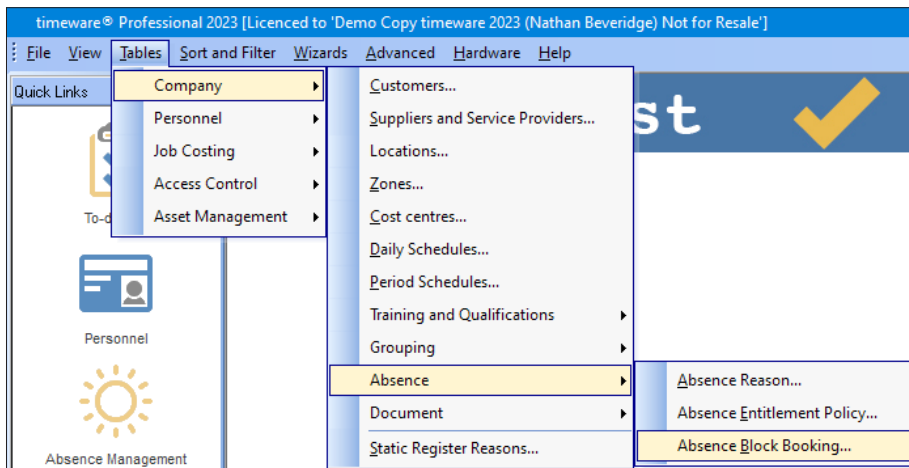 timeware® Professional 2023 [Licenced to 'Demo Copy timeware 2023 (Nathan Beveridge) Not for Resale']
File View Tables Sort and Filter Wizards Advanced Hardware Help
Quick Links
Company
Personnel
Job Costing
Access Control
Asset Management
Customers...
Suppliers and Service Providers...
Locations...
Zones...
Cost centres...
Daily Schedules...
Period Schedules...
Training and Qualifications
Grouping
Absence
Document
Static Register Reasons...
Absence Reason...
Absence Entitlement Policy...
Absence Block Booking...
st
To-d
Personnel
Absence Management